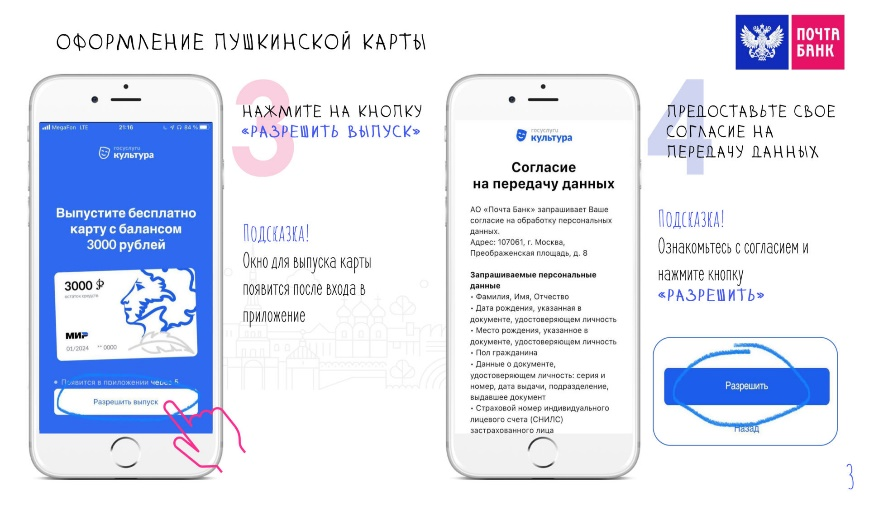 ОФОРМЛЕНИЕ ПУШКИНСКОЙ КАРТЫ
ПОЧТА
БАНК
MegaFon LTE 21:16 84 %
госуслуги
культура
Выпустите бесплатно
карту с балансом
3000 рублей
3000 ₽
МИР
01/2024 **0000
Появится в приложении через 5
Разрешить выпуск
3
НАЖМИТЕ НА КНОПКУ
«РАЗРЕШИТЬ ВЫПУСК»
Подсказка!
Окно для выпуска карты
появится после входа в
приложение
госуслуги
культура
Согласие
на передачу данных
АО «Почта Банк» запрашивает Ваше
согласие на обработку персональных
данных.
Адрес: 107061, г. Москва,
Преображенская площадь, д. 8
Запрашиваемые персональные
данные
• Фамилия, Имя, Отчество
• Дата рождения, указанная в
документе, удостоверяющем личность
• Место рождения, указанное в
документе, удостоверяющем личность
• Пол гражданина
• Данные о документе,
удостоверяющем личность: серия и
номер, дата выдачи, подразделение,
выдавшее документ
• Страховой номер индивидуального
лицевого счета (СНИЛС)
застрахованного лица
4
ПРЕДОСТАВЬТЕ СВОЕ
СОГЛАСИЕ НА
ПЕРЕДАЧУ ДАННЫХ
Подсказка!
Ознакомьтесь с согласием и
нажмите кнопку
«РАЗРЕШИТЬ»
Разрешить
Назад
3